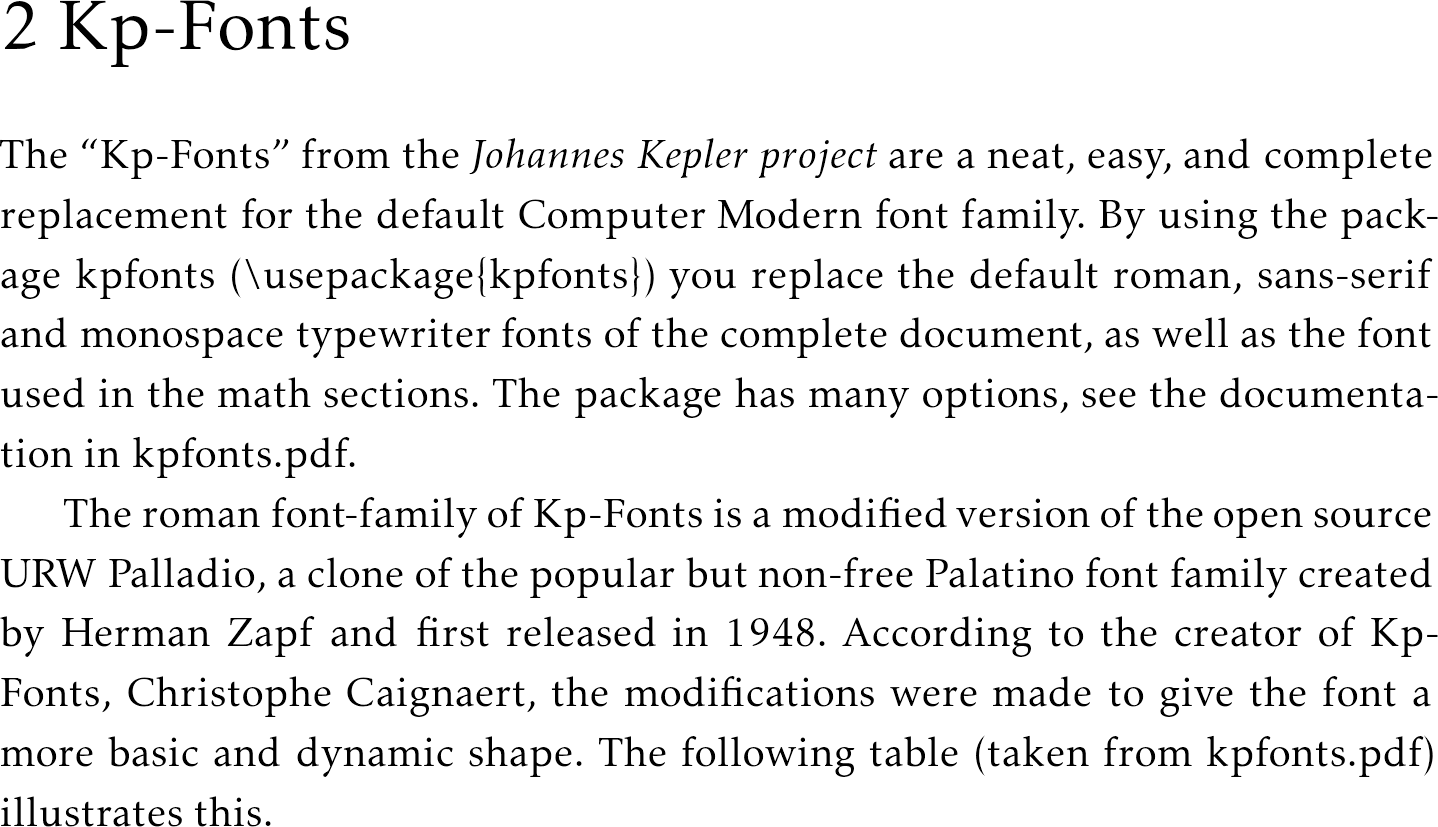 2 Kp-Fonts
The “Kp-Fonts” from the Johannes Kepler project are a neat, easy, and complete
replacement for the default Computer Modern font family. By using the pack-
age kpfonts (\usepackage{kpfonts}) you replace the default roman, sans-serif
and monospace typewriter fonts of the complete document, as well as the font
used in the math sections. The package has many options, see the documenta-
tion in kpfonts.pdf.
The roman font-family of Kp-Fonts is a modified version of the open source
URW Palladio, a clone of the popular but non-free Palatino font family created
by Herman Zapf and first released in 1948. According to the creator of Kp-
Fonts, Christophe Caignaert, the modifications were made to give the font a
more basic and dynamic shape. The following table (taken from kpfonts.pdf)
illustrates this.